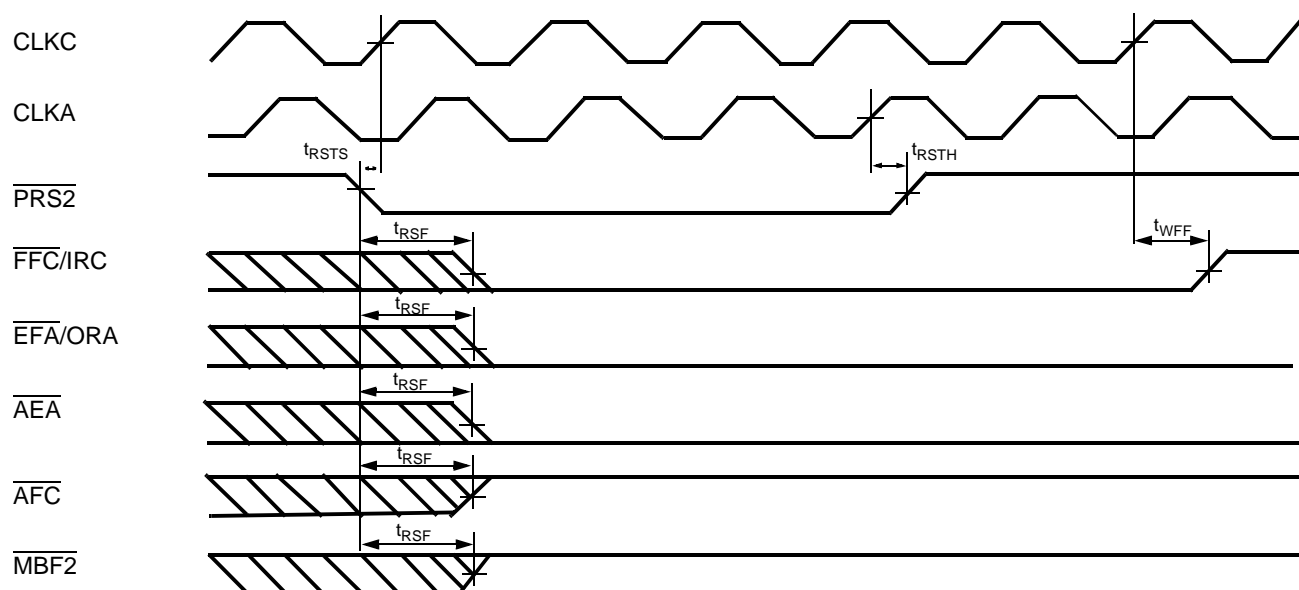 CLKC
CLKA
tRSTS
tRSTH
PRS2
tRSF
tWFF
FFC/IRC
tRSF
EFA/ORA
tRSF
AEA
tRSF
AFC
tRSF
MBF2